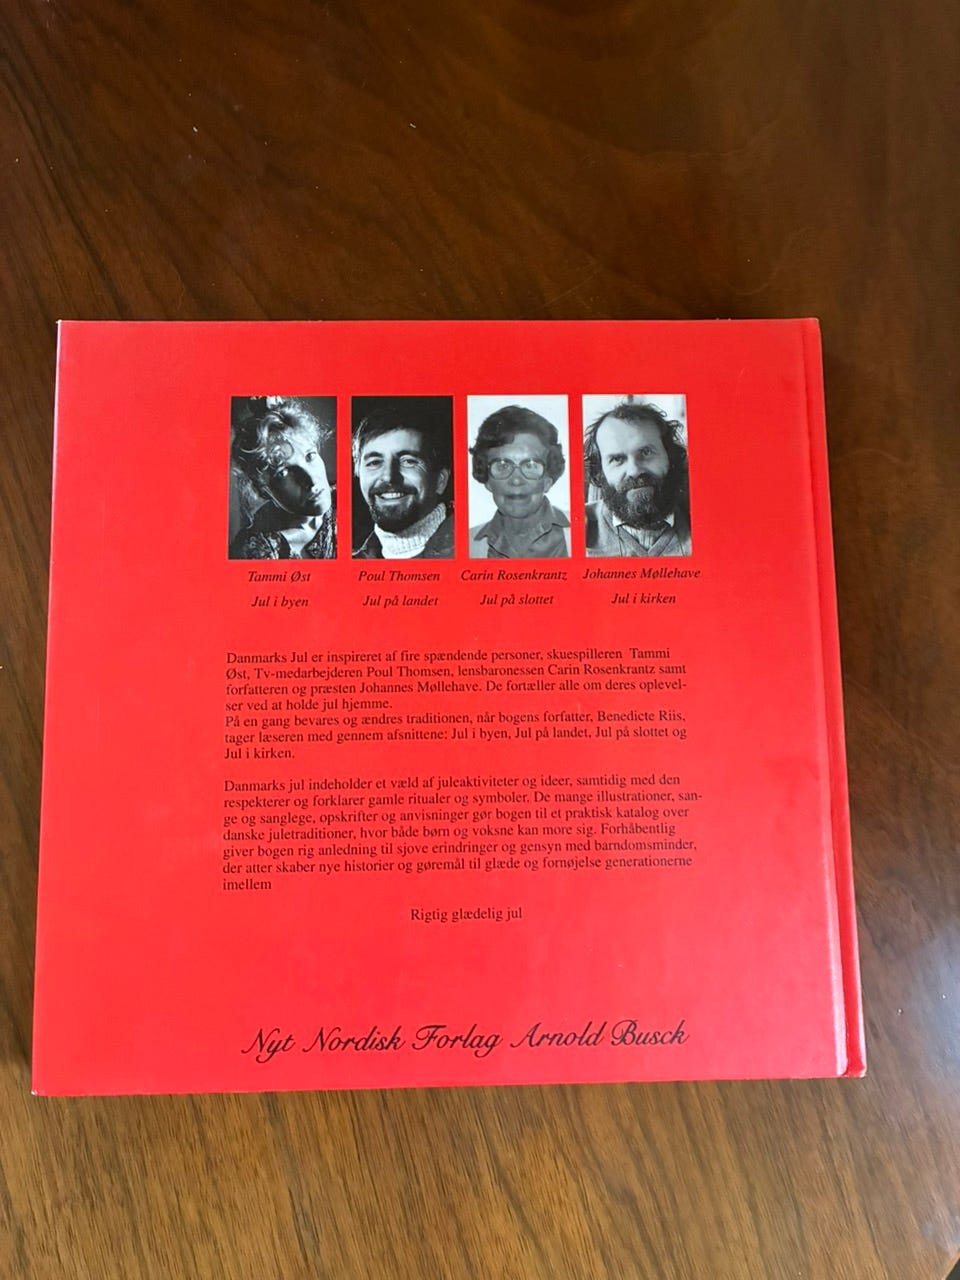 Tammi Øst Poul Thomsen Carin Rosenkrantz Johannes Møllehave
Jul i byen Jul på landet Jul på slottet Jul i kirken
Danmarks Jul er inspireret af fire spændende personer, skuespilleren Tammi
Øst, Tv-medarbejderen Poul Thomsen, lensbaronessen Carin Rosenkrantz samt
forfatteren og præsten Johannes Møllehave. De fortæller alle om deres oplevel-
ser ved at holde jul hjemme.
På en gang bevares og ændres traditionen, når bogens forfatter, Benedicte Riis,
tager læseren med gennem afsnittene: Jul i byen, Jul på landet, Jul på slottet og
Jul i kirken.
Danmarks jul indeholder et væld af juleaktiviteter og ideer, samtidig med den
respekterer og forklarer gamle ritualer og symboler. De mange illustrationer, san-
ge og sanglege, opskrifter og anvisninger gør bogen til et praktisk katalog over
danske juletraditioner, hvor både børn og voksne kan more sig. Forhåbentlig
giver bogen rig anledning til sjove erindringer og gensyn med barndomsminder,
der atter skaber nye historier og gøremål til glæde og fornøjelse generationerne
imellem
Rigtig glædelig jul
Nyt Nordisk Forlag Arnold Busck